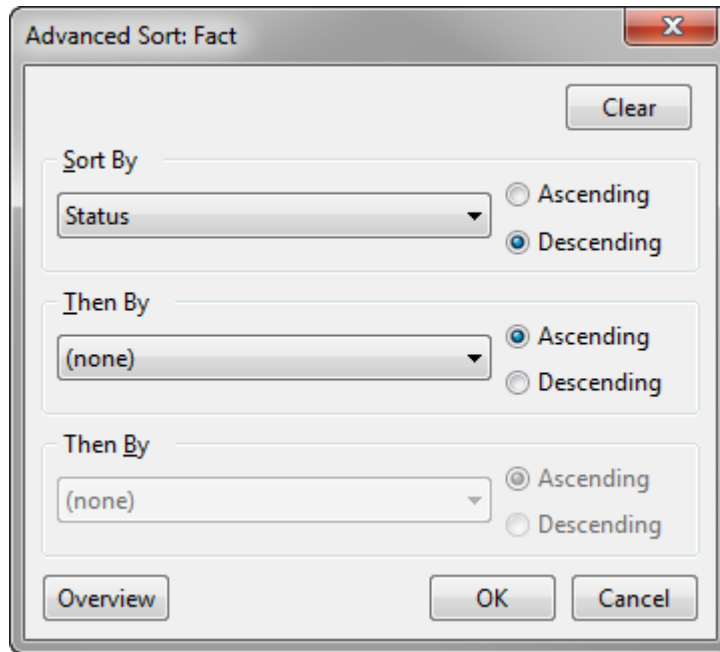 Advanced Sort: Fact
Clear
Sort By
Status
Ascending
Descending
Then By
(none)
Ascending
Descending
Then By
(none)
Ascending
Descending
Overview
OK
Cancel